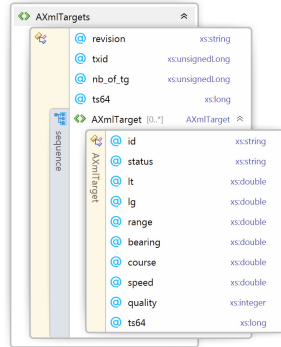 AXmlTargets
@ revision xs:string
@ txid xs:unsignedLong
@ nb_of_tg xs:unsignedLong
@ ts64 xs:long
AXmlTarget [0..*] AXmlTarget
sequence
AXmlTarget
@ id xs:string
@ status xs:string
@ lt xs:double
@ lg xs:double
@ range xs:double
@ bearing xs:double
@ course xs:double
@ speed xs:double
@ quality xs:integer
@ ts64 xs:long